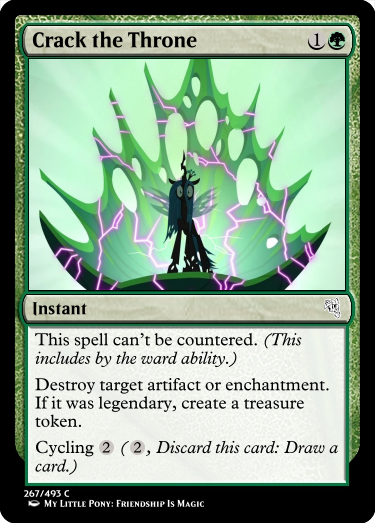 Crack the Throne 1
Instant
This spell can't be countered. (This
includes by the ward ability.)
Destroy target artifact or enchantment.
If it was legendary, create a treasure
token.
Cycling 2 ( 2, Discard this card: Draw a
card.)
267/493 C
My Little Pony: Friendship Is Magic